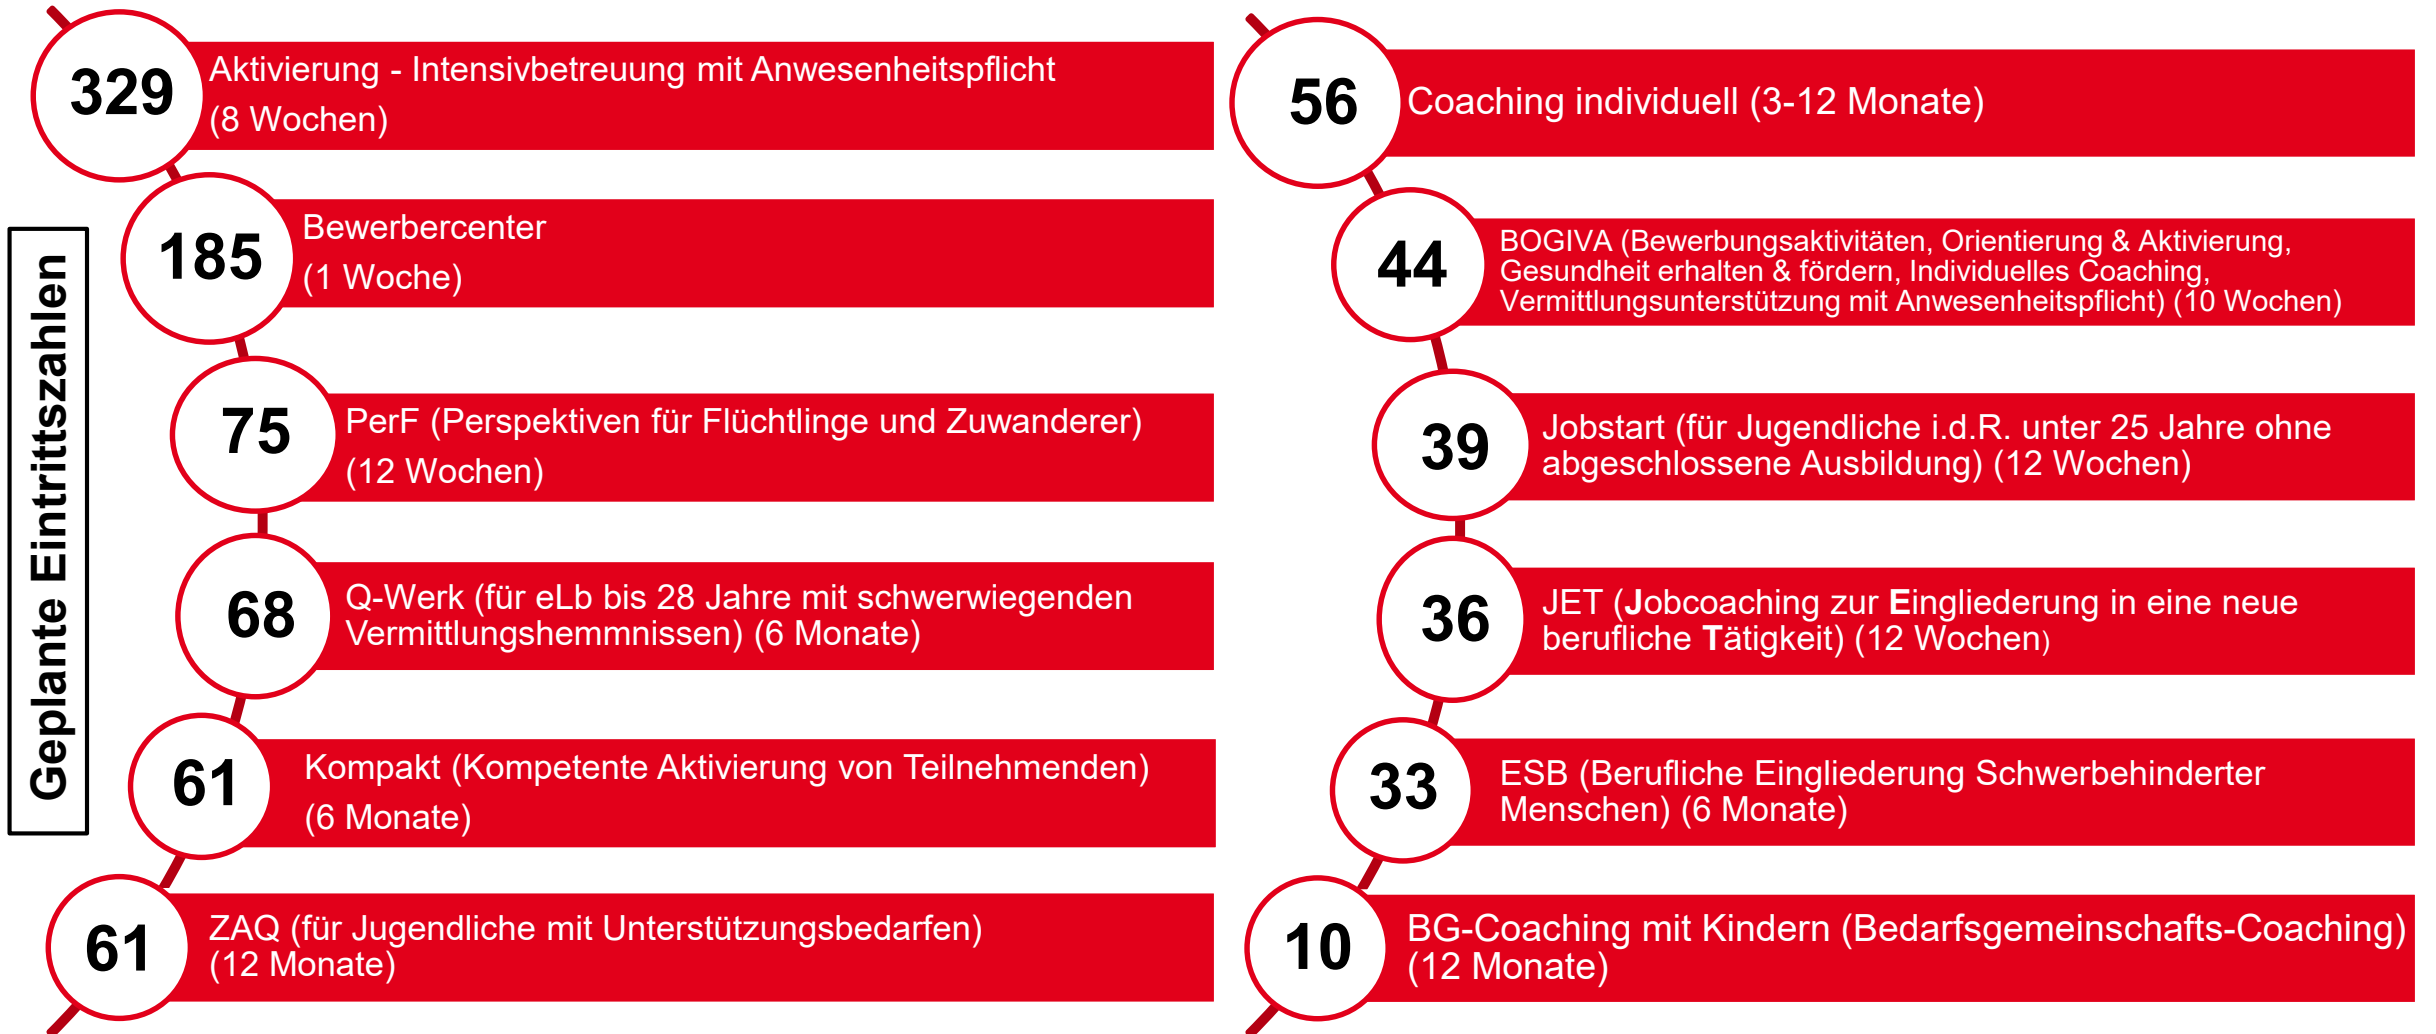 Geplante Eintrittszahlen
329
Aktivierung - Intensivbetreuung mit Anwesenheitspflicht
(8 Wochen)
185
Bewerbercenter
(1 Woche)
75
PerF (Perspektiven für Flüchtlinge und Zuwanderer)
(12 Wochen)
68
Q-Werk (für eLb bis 28 Jahre mit schwerwiegenden
Vermittlungshemmnissen) (6 Monate)
61
Kompakt (Kompetente Aktivierung von Teilnehmenden)
(6 Monate)
61
ZAQ (für Jugendliche mit Unterstützungsbedarfen)
(12 Monate)
56
Coaching individuell (3-12 Monate)
44
BOGIVA (Bewerbungsaktivitäten, Orientierung & Aktivierung,
Gesundheit erhalten & fördern, Individuelles Coaching,
Vermittlungsunterstützung mit Anwesenheitspflicht) (10 Wochen)
39
Jobstart (für Jugendliche i.d.R. unter 25 Jahre ohne
abgeschlossene Ausbildung) (12 Wochen)
36
JET (Jobcoaching zur Eingliederung in eine neue
berufliche Tätigkeit) (12 Wochen)
33
ESB (Berufliche Eingliederung Schwerbehinderter
Menschen) (6 Monate)
10
BG-Coaching mit Kindern (Bedarfsgemeinschafts-Coaching)
(12 Monate)